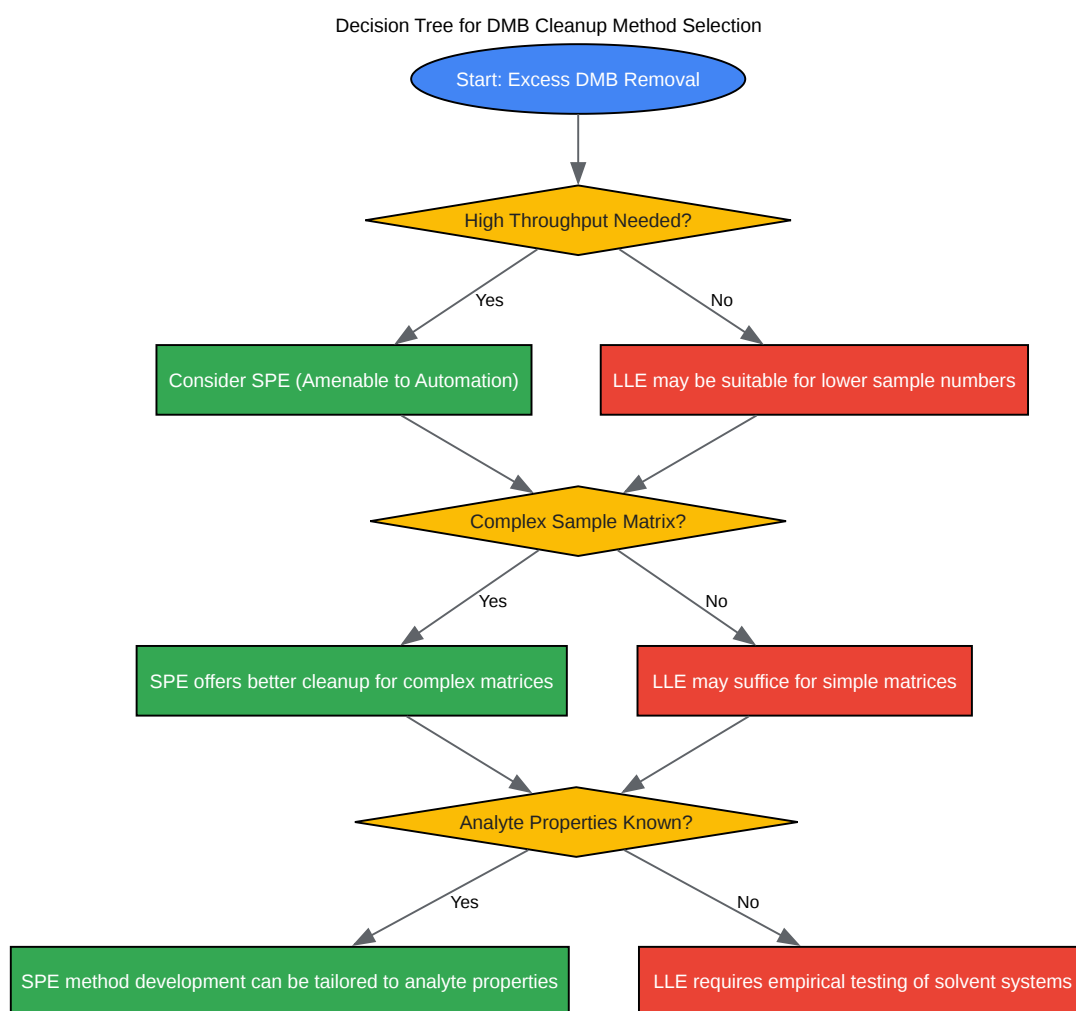 Decision Tree for DMB Cleanup Method Selection
Start: Excess DMB Removal
High Throughput Needed?
Yes
No
Consider SPE (Amenable to Automation)
LLE may be suitable for lower sample numbers
Complex Sample Matrix?
Yes
No
SPE offers better cleanup for complex matrices
LLE may suffice for simple matrices
Analyte Properties Known?
Yes
No
SPE method development can be tailored to analyte properties
LLE requires empirical testing of solvent systems